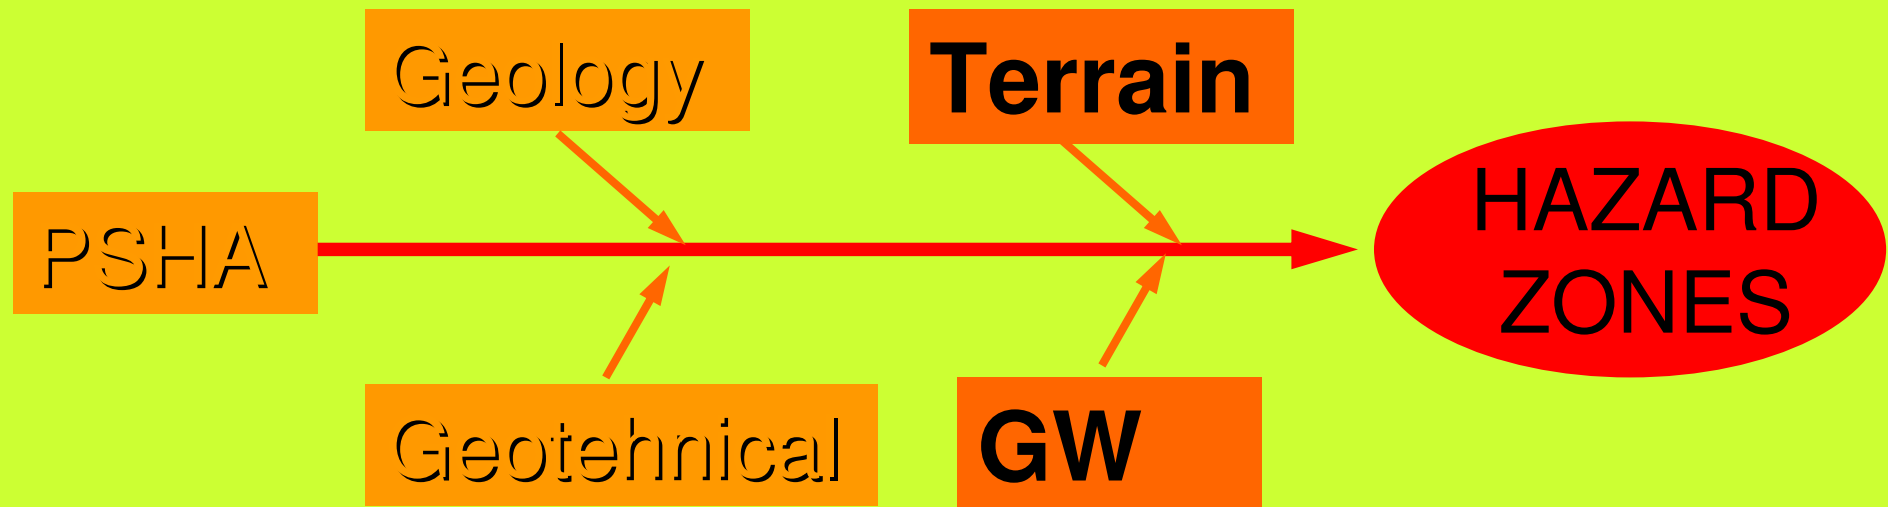 Geology
Terrain
PSHA
HAZARD
ZONES
Geotehnical
GW